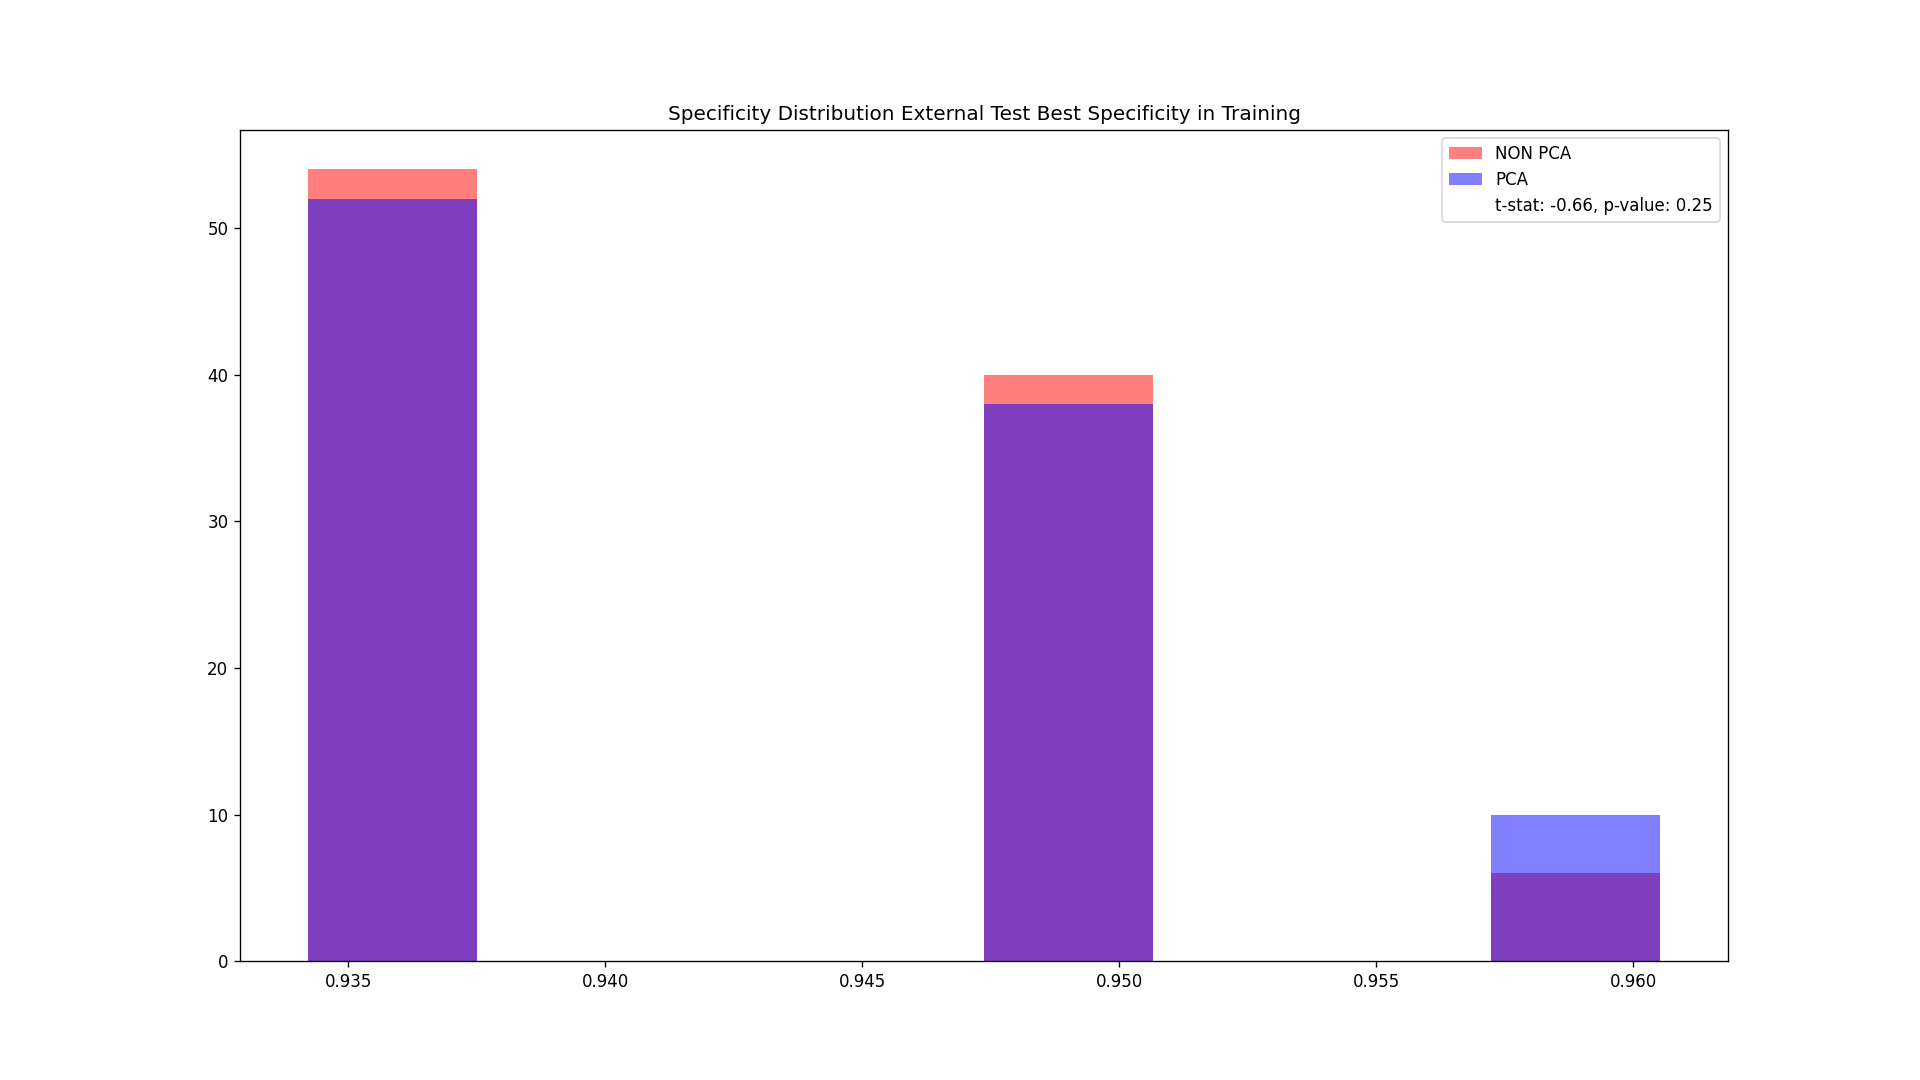 Specificity Distribution External Test Best Specificity in Training
NON PCA
PCA
t-stat: -0.66, p-value: 0.25
50
40
30
20
10
0
0.935 0.940 0.945 0.950 0.955 0.960